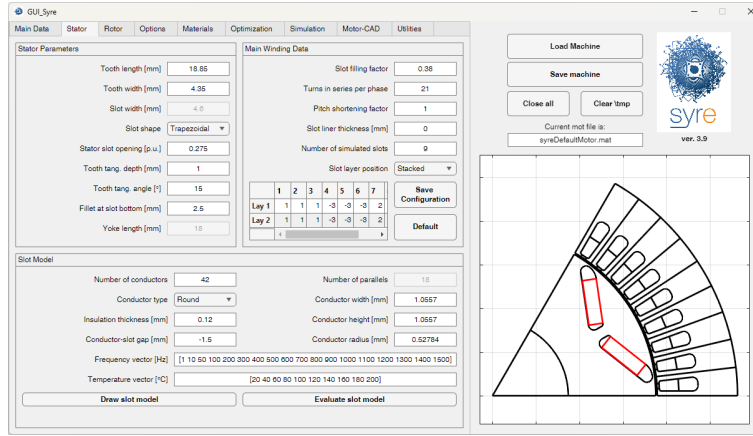 GUI_Syre
Main Data Stator Rotor Options Materials Optimization Simulation Motor-CAD Utilities
Stator Parameters
Tooth length [mm] 18.85
Tooth width [mm] 4.35
Slot width [mm] 4.6
Slot shape Trapezoidal
Stator slot opening [p.u.] 0.275
Tooth tang. depth [mm] 1
Tooth tang. angle [°] 15
Fillet at slot bottom [mm] 2.5
Yoke length [mm] 18
Main Winding Data
Slot filling factor 0.38
Turns in series per phase 21
Pitch shortening factor 1
Slot liner thickness [mm] 0
Number of simulated slots 9
Slot layer position Stacked
1 2 3 4 5 6 7
Lay 1 1 1 1 -3 -3 -3 2
Lay 2 1 1 1 -3 -3 -3 2
Save Configuration
Default
Slot Model
Number of conductors 42
Number of parallels 18
Conductor type Round
Conductor width [mm] 1.0557
Insulation thickness [mm] 0.12
Conductor height [mm] 1.0557
Conductor-slot gap [mm] -1.5
Conductor radius [mm] 0.52784
Frequency vector [Hz] [1 10 50 100 200 300 400 500 600 700 800 900 1000 1100 1200 1300 1400 1500]
Temperature vector [°C] [20 40 60 80 100 120 140 160 180 200]
Draw slot model
Evaluate slot model
Load Machine
Save machine
Close all
Clear \tmp
Current mot file is:
syreDefaultMotor.mat
syre
ver. 3.9